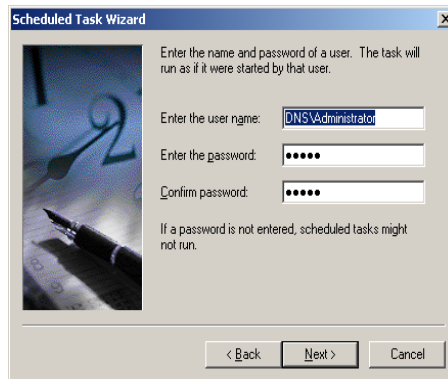 Scheduled Task Wizard
Enter the name and password of a user. The task will
run as if it were started by that user.
Enter the user name: DNS\Administrator
Enter the password: •••••
Confirm password: •••••
If a password is not entered, scheduled tasks might
not run.
< Back Next > Cancel